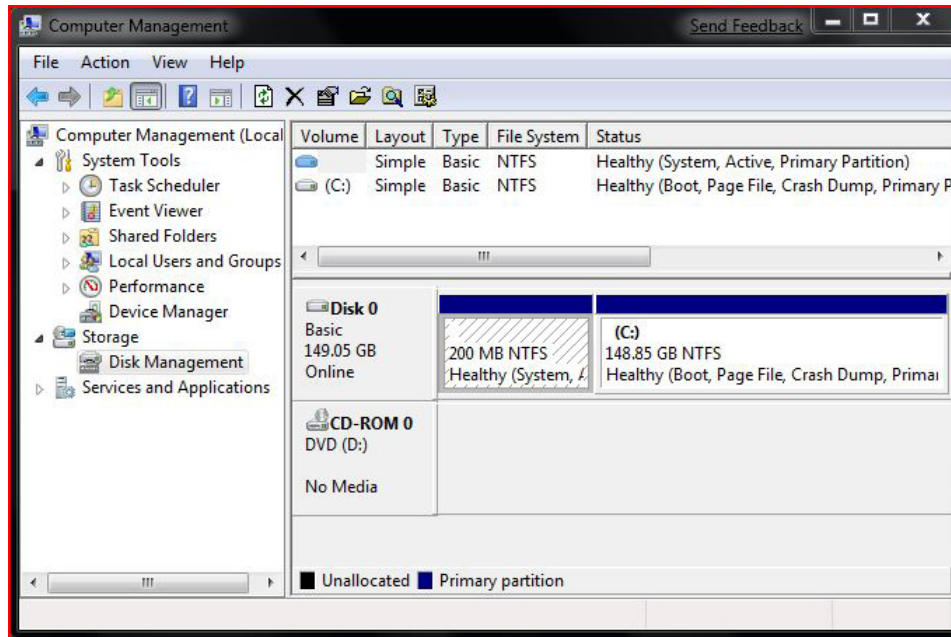 Computer Management
Send Feedback
File Action View Help
Computer Management (Local
System Tools
Task Scheduler
Event Viewer
Shared Folders
Local Users and Groups
Performance
Device Manager
Storage
Disk Management
Services and Applications
Volume Layout Type File System Status
Simple Basic NTFS Healthy (System, Active, Primary Partition)
(C:) Simple Basic NTFS Healthy (Boot, Page File, Crash Dump, Primary P
Disk 0
Basic
149.05 GB
Online
200 MB NTFS
Healthy (System, A
(C:)
148.85 GB NTFS
Healthy (Boot, Page File, Crash Dump, Primar
CD-ROM 0
DVD (D:)
No Media
Unallocated Primary partition